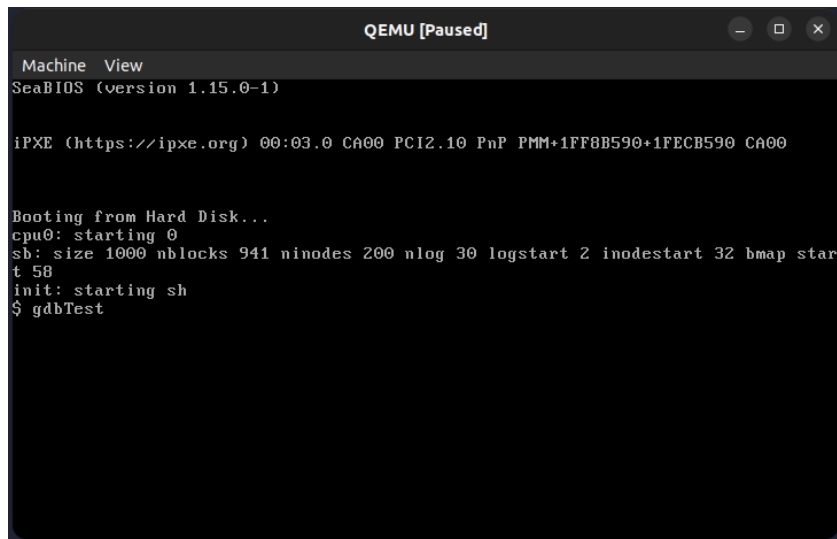 QEMU [Paused]
Machine View
SeaBIOS (version 1.15.0-1)
iPXE (https://ipxe.org) 00:03.0 CA00 PCI2.10 PnP PMM+1FF8B590+1FECB590 CA00
Booting from Hard Disk...
cpu0: starting 0
sb: size 1000 nblocks 941 ninodes 200 nlog 30 logstart 2 inodestart 32 bmap star
t 58
init: starting sh
$ gdbTest